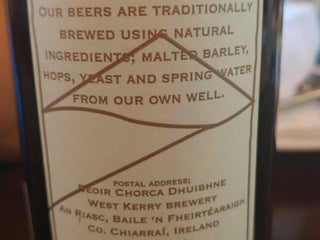 OUR BEERS ARE TRADITIONALLY
BREWED USING NATURAL
INGREDIENTS; MALTED BARLEY,
HOPS, YEAST AND SPRING WATER
FROM OUR OWN WELL.
POSTAL ADDRESS;
BEOIR CHORCA DHUIBHNE
WEST KERRY BREWERY
AN RIASC, BAILE 'N FHEIRTÉARAIGH
CO. CHIARRAÍ, IRELAND